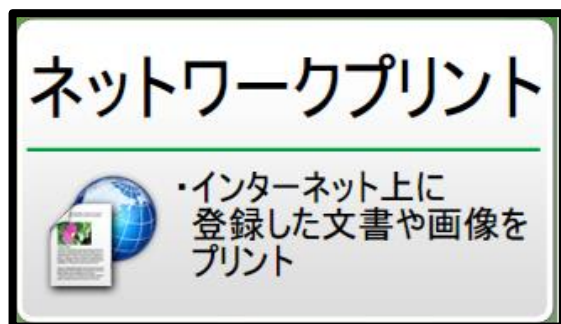 ネットワークプリント
・インターネット上に
登録した文書や画像を
プリント